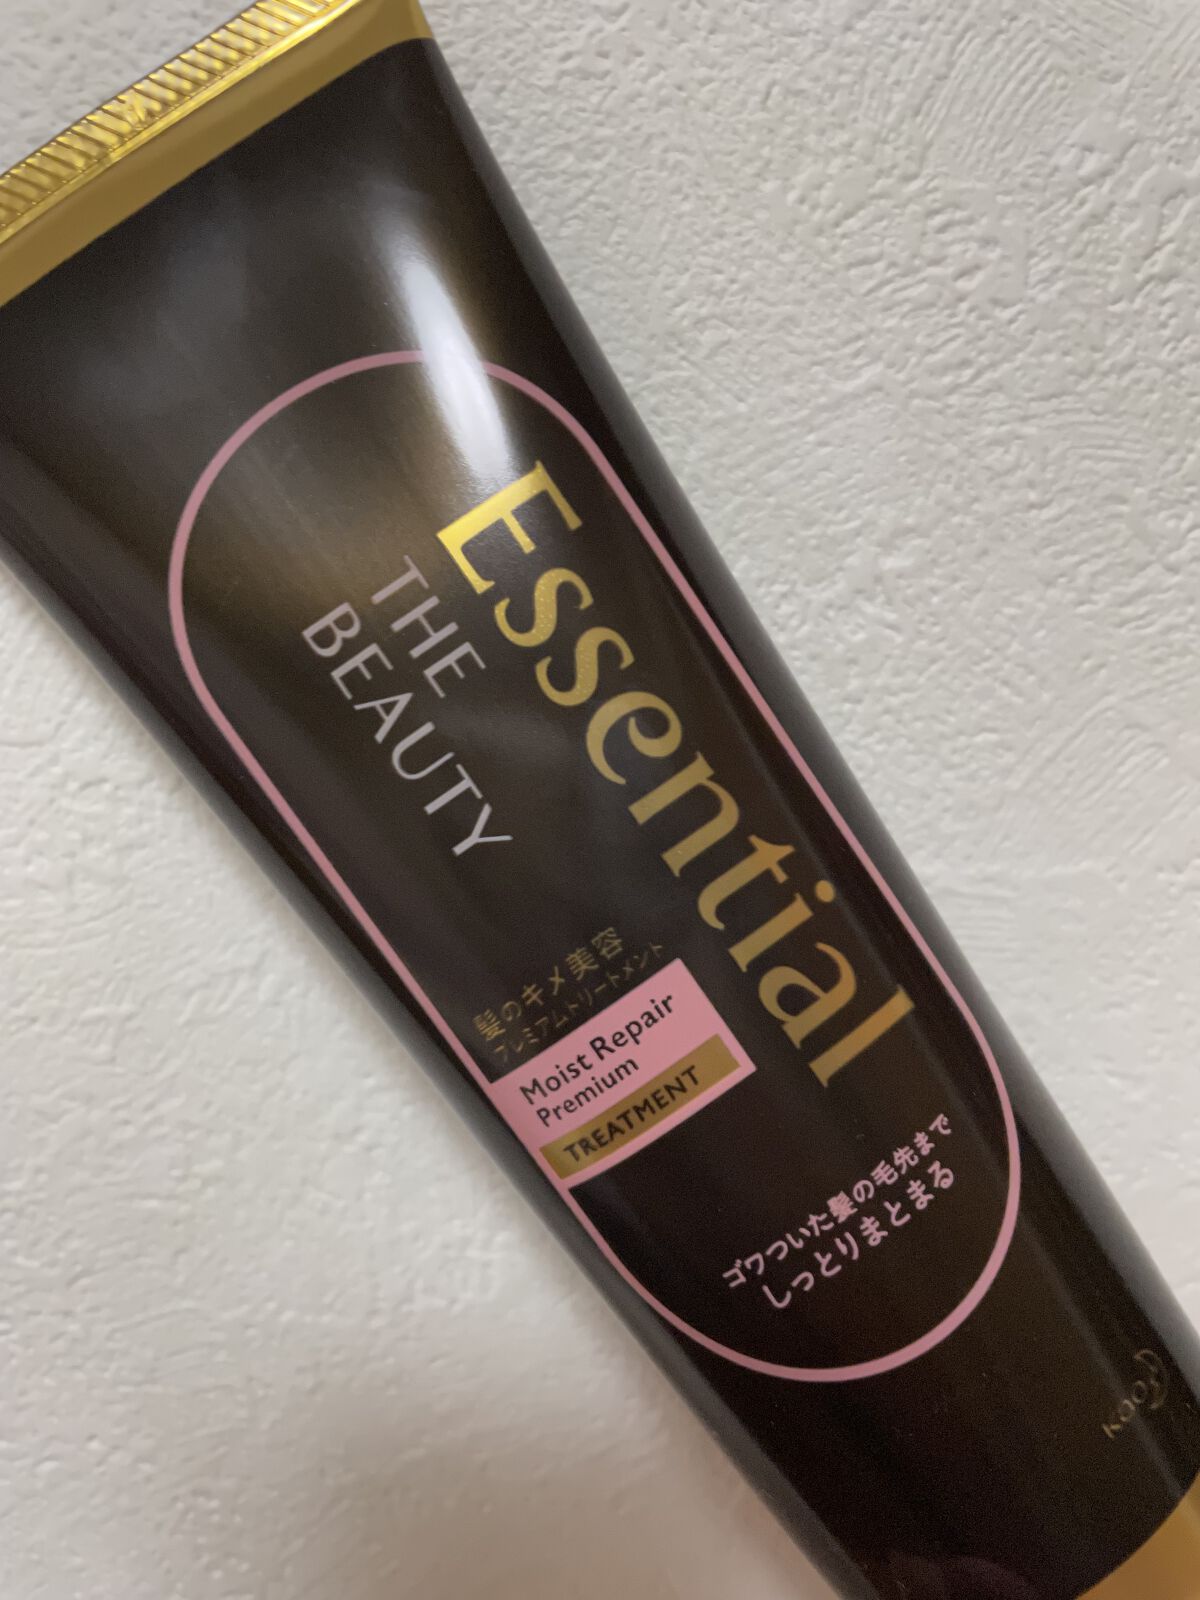 Essential
THE
BEAUTY
髪のキメ美容
プレミアムトリートメント
Moist Repair
Premium
TREATMENT
ゴワついた髪の毛先まで
しっとりまとまる
KAO